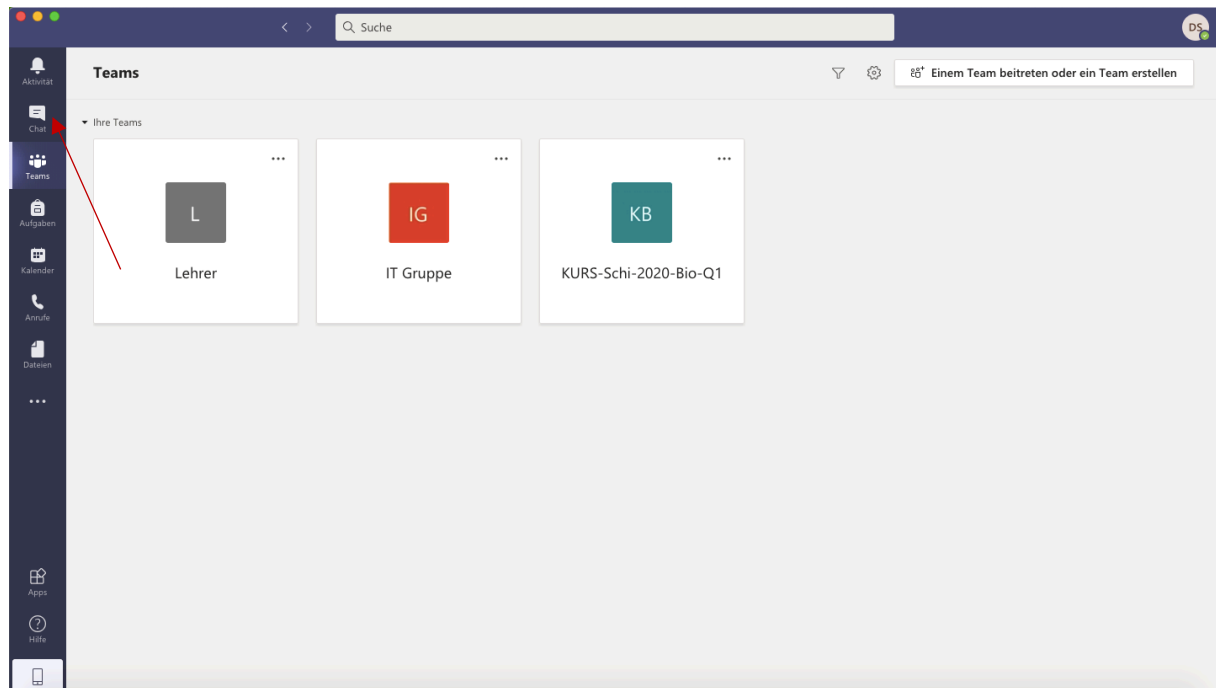 Suche
DS
Aktivität
Chat
Teams
Aufgaben
Kalender
Anrufe
Dateien
Apps
Hilfe
Teams
Einem Team beitreten oder ein Team erstellen
Ihre Teams
L
Lehrer
IG
IT Gruppe
KB
KURS-Schi-2020-Bio-Q1